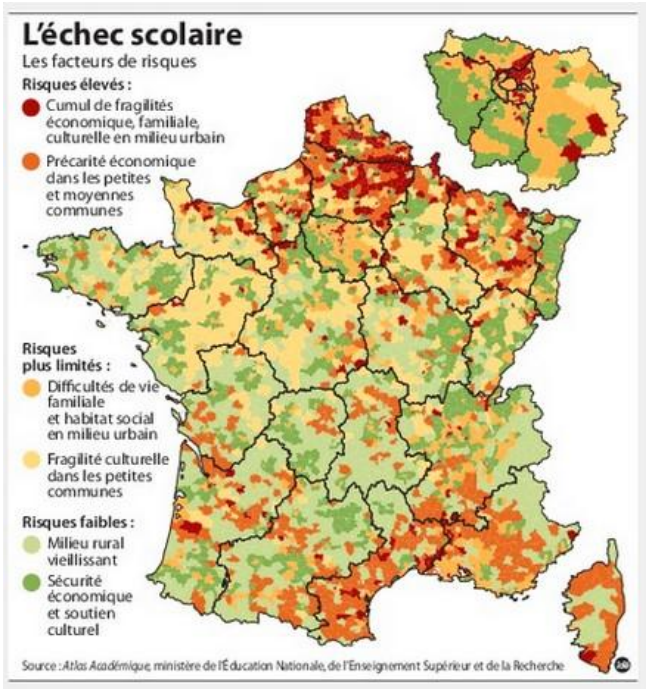 L'échec scolaire
Les facteurs de risques
Risques élevés :
Cumul de fragilités
économique, familiale,
culturelle en milieu urbain
Précarité économique
dans les petites
et moyennes
communes
Risques
plus limités :
Difficultés de vie
familiale
et habitat social
en milieu urbain
Fragilité culturelle
dans les petites
communes
Risques faibles :
Milieu rural
vieillissant
Sécurité
économique
et soutien
culturel
Source : Atlas Académique, ministère de l'Éducation Nationale, de l'Enseignement Supérieur et de la Recherche